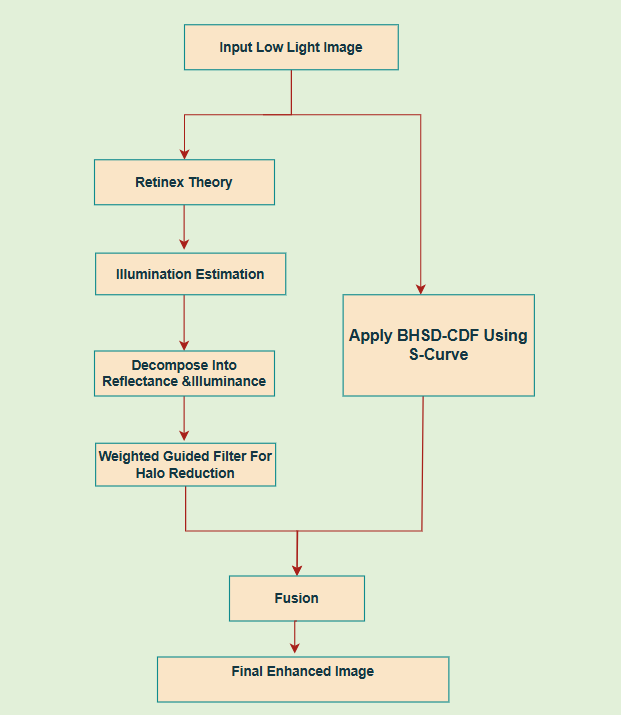 Input Low Light Image
Retinex Theory
Illumination Estimation
Decompose Into
Reflectance &Illuminance
Weighted Guided Filter For
Halo Reduction
Apply BHSD-CDF Using
S-Curve
Fusion
Final Enhanced Image